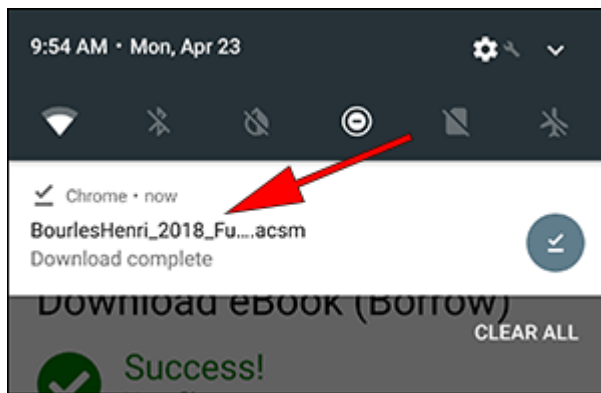 9:54 AM • Mon, Apr 23
Chrome • now
BourlesHenri_2018_Fu....acsm
Download complete
Download eBook (Borrow)
CLEAR ALL
Success!